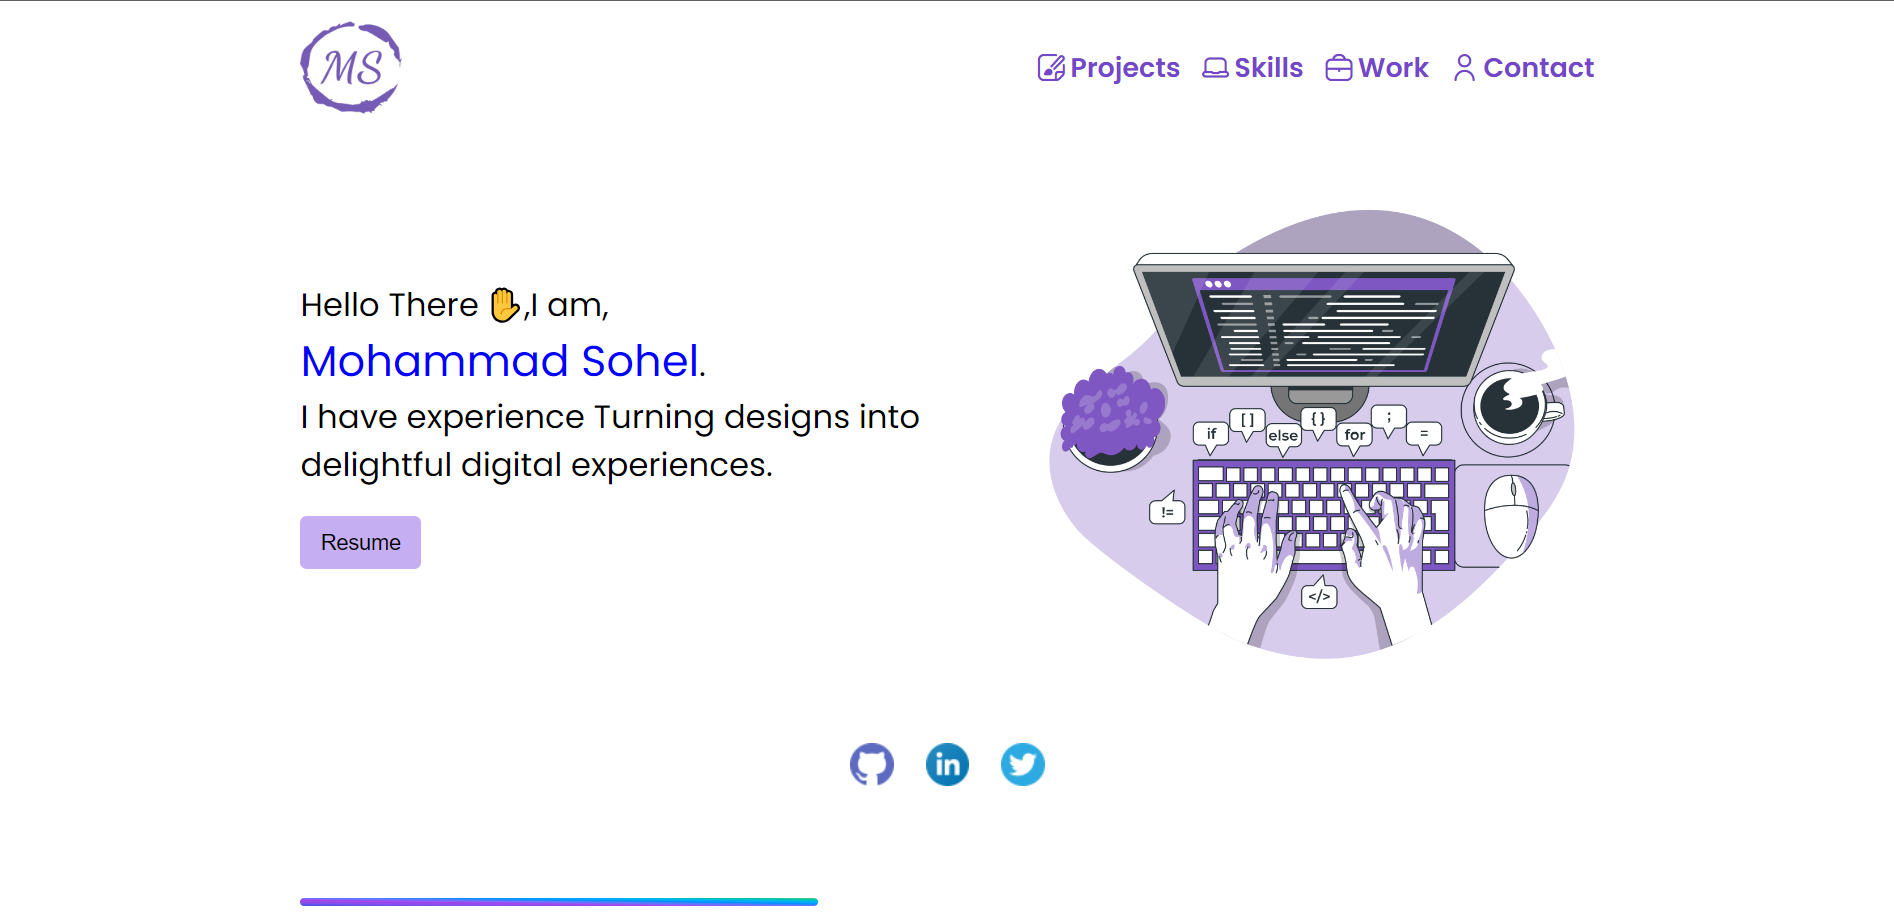 MS
Projects Skills Work Contact
Hello There ✋,I am,
Mohammad Sohel.
I have experience Turning designs into
delightful digital experiences.
Resume
if [ ] else { } for ; =
!=
</>
in